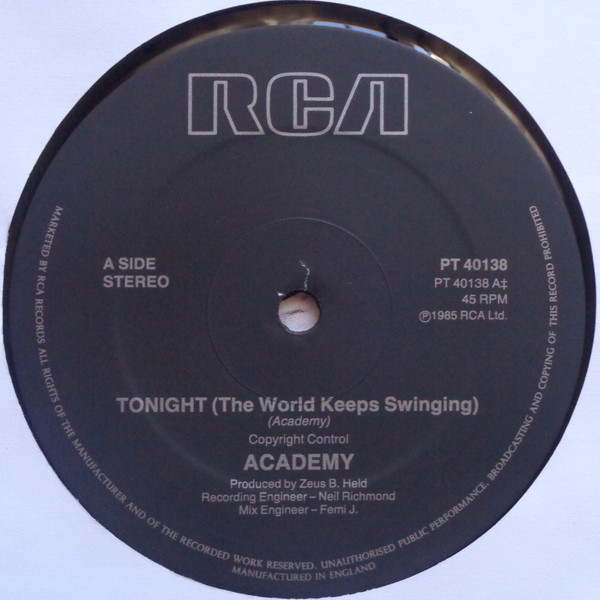 RCA
A SIDE
STEREO
PT 40138
PT 40138 A‡
45 RPM
℗1985 RCA Ltd.
TONIGHT (The World Keeps Swinging)
(Academy)
Copyright Control
ACADEMY
Produced by Zeus B. Held
Recording Engineer – Neil Richmond
Mix Engineer – Femi J.
MARKETED BY RCA RECORDS ALL RIGHTS OF THE MANUFACTURER AND OF THE RECORDED WORK RESERVED. UNAUTHORISED PUBLIC PERFORMANCE, BROADCASTING AND COPYING OF THIS RECORD PROHIBITED
MANUFACTURED IN ENGLAND